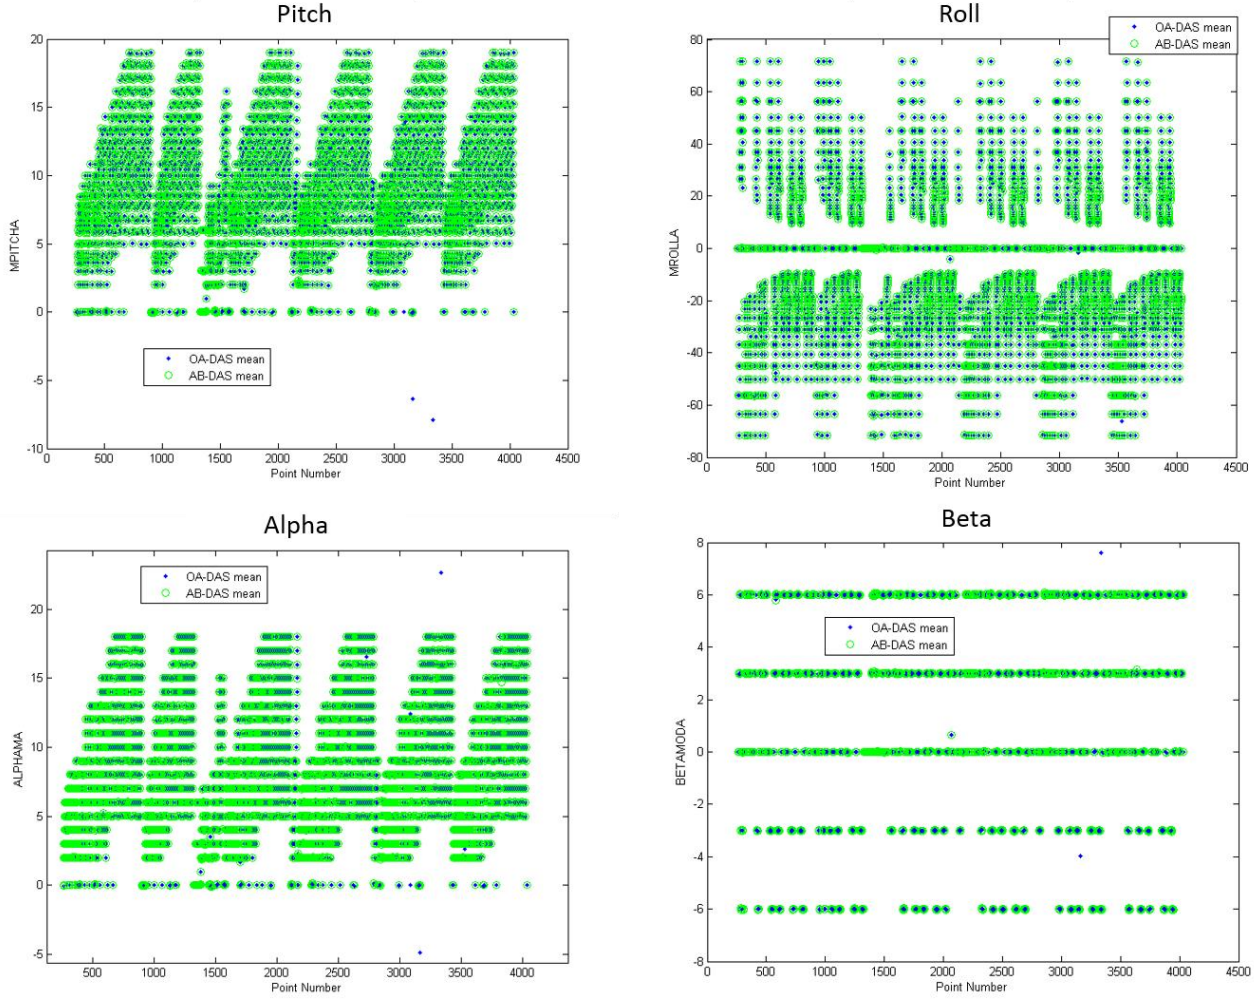 Pitch
20
15
10
5
0
-5
-10
MPITCHA
OA-DAS mean
AB-DAS mean
0 500 1000 1500 2000 2500 3000 3500 4000 4500
Point Number
Roll
OA-DAS mean
AB-DAS mean
80
60
40
20
0
-20
-40
-60
-80
MROLLA
0 500 1000 1500 2000 2500 3000 3500 4000 4500
Point Number
Alpha
OA-DAS mean
AB-DAS mean
20
15
10
5
0
-5
ALPHAMA
500 1000 1500 2000 2500 3000 3500 4000
Point Number
Beta
8
6
4
2
0
-2
-4
-6
-8
BETAMODA
OA-DAS mean
AB-DAS mean
0 500 1000 1500 2000 2500 3000 3500 4000 4500
Point Number